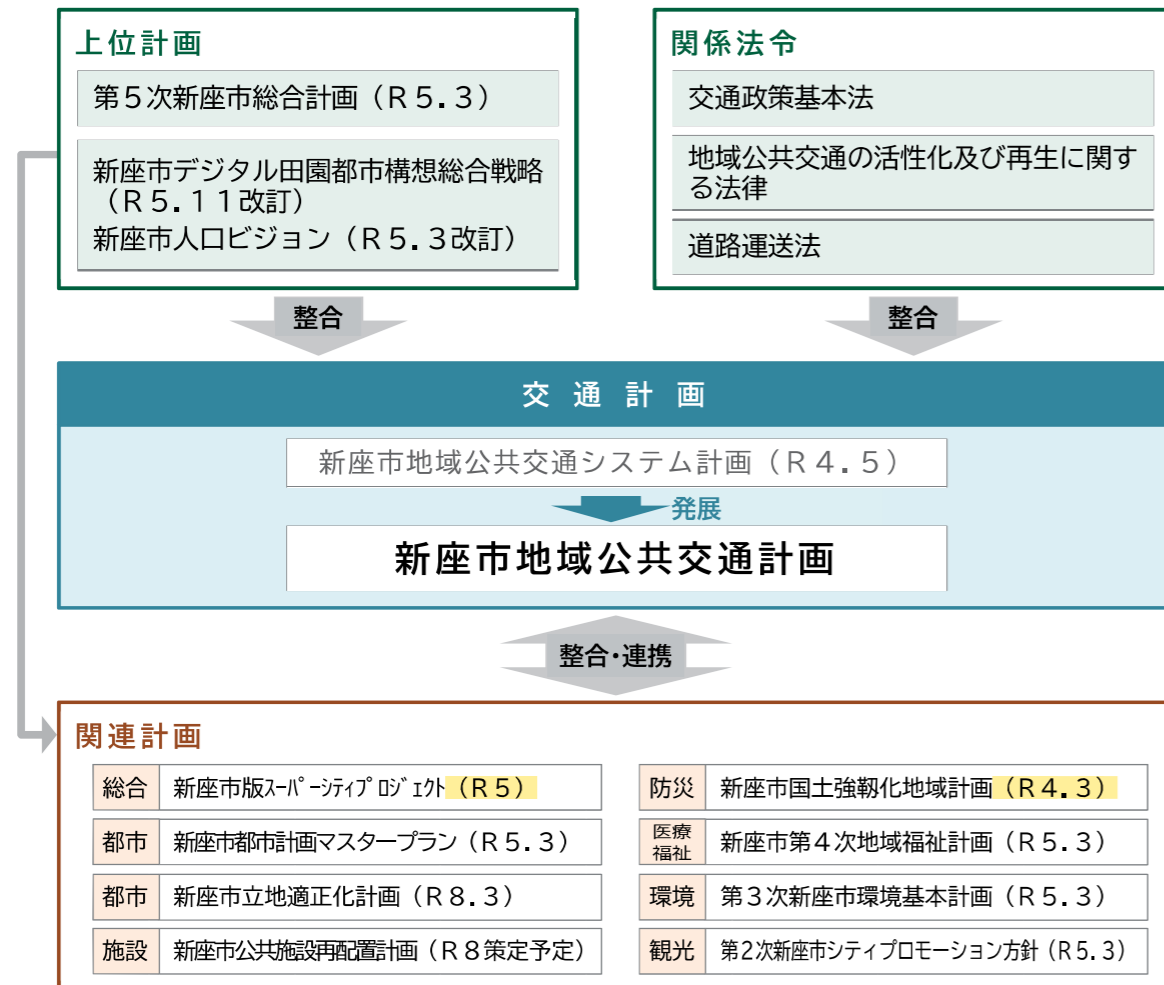 上位計画
第５次新座市総合計画（Ｒ５.３）
新座市デジタル田園都市構想総合戦略
（Ｒ５.１１改訂）
新座市人口ビジョン（Ｒ５.３改訂）
関係法令
交通政策基本法
地域公共交通の活性化及び再生に関す
る法律
道路運送法
整合
整合
交通計画
新座市地域公共交通システム計画（Ｒ４.５）
発展
新座市地域公共交通計画
整合・連携
関連計画
総合 新座市版ｽｰﾊﾟｰｼﾃｨﾌﾟﾛｼﾞｪｸﾄ（Ｒ５）
都市 新座市都市計画マスタープラン（Ｒ５.３）
都市 新座市立地適正化計画（Ｒ８.３）
施設 新座市公共施設再配置計画（Ｒ８策定予定）
防災 新座市国土強靱化地域計画（Ｒ４.３）
医療
福祉 新座市第４次地域福祉計画（Ｒ５.３）
環境 第３次新座市環境基本計画（Ｒ５.３）
観光 第２次新座市シティプロモーション方針（Ｒ５.３）